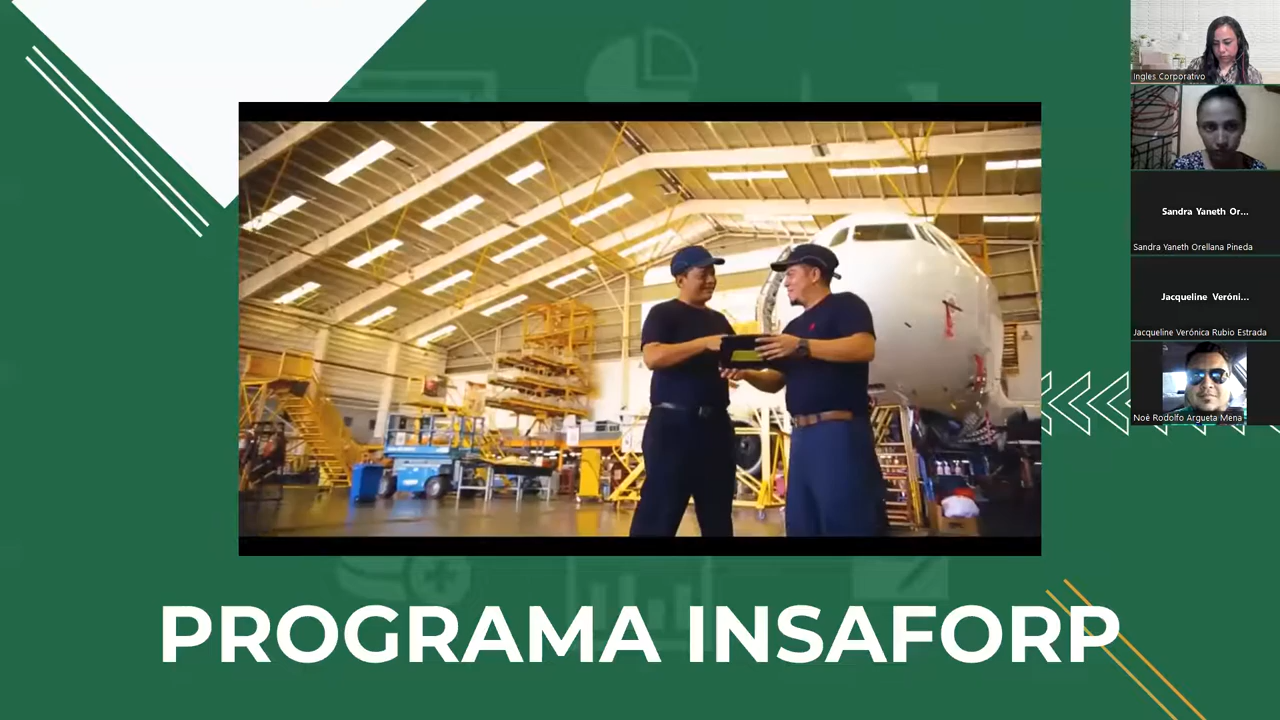 Ingles Corporativo
Sandra Yaneth Or...
Sandra Yaneth Orellana Pineda
Jacqueline Veróni...
Jacqueline Verónica Rubio Estrada
Noé Rodolfo Argueta Mena
PROGRAMA INSAFORP